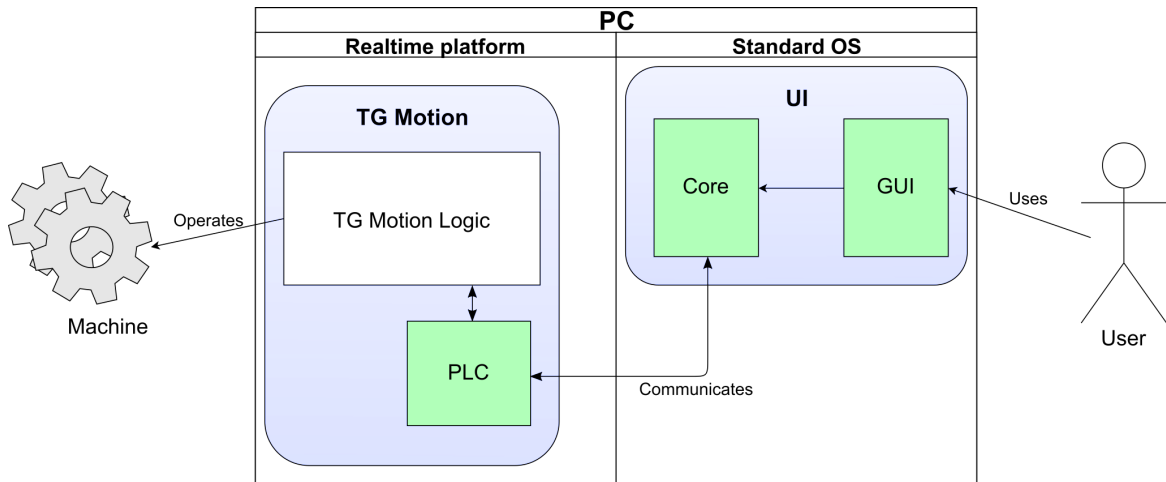 PC
Realtime platform
Standard OS
TG Motion
UI
TG Motion Logic
Core
GUI
Operates
Uses
Machine
PLC
Communicates
User